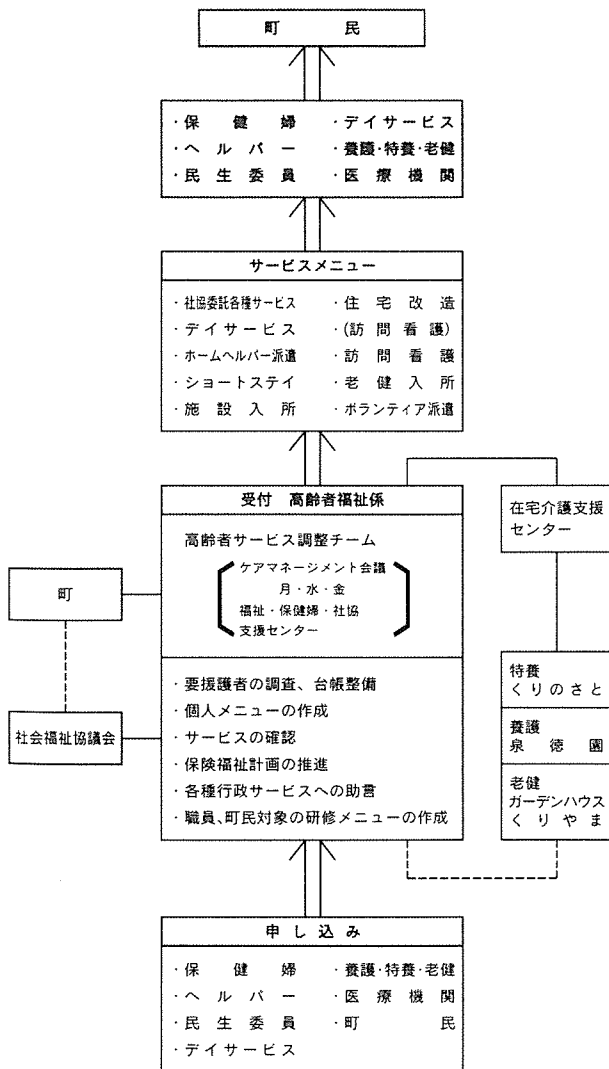 町民
・保健婦
・ヘルパー
・民生委員
・デイサービス
・養護・特養・老健
・医療機関
サービスメニュー
・社協委託各種サービス
・デイサービス
・ホームヘルパー派遣
・ショートステイ
・施設入所
・住宅改造
・(訪問看護)
・訪問看護
・老健入所
・ボランティア派遣
受付 高齢者福祉係
高齢者サービス調整チーム
ケアマネージメント会議
月・水・金
福祉・保健婦・社協
支援センター
・要援護者の調査、台帳整備
・個人メニューの作成
・サービスの確認
・保険福祉計画の推進
・各種行政サービスへの助言
・職員、町民対象の研修メニューの作成
町
社会福祉協議会
在宅介護支援
センター
特養
くりのさと
養護
泉徳園
老健
ガーデンハウス
くりやま
申し込み
・保健婦
・ヘルパー
・民生委員
・デイサービス
・養護・特養・老健
・医療機関
・町民